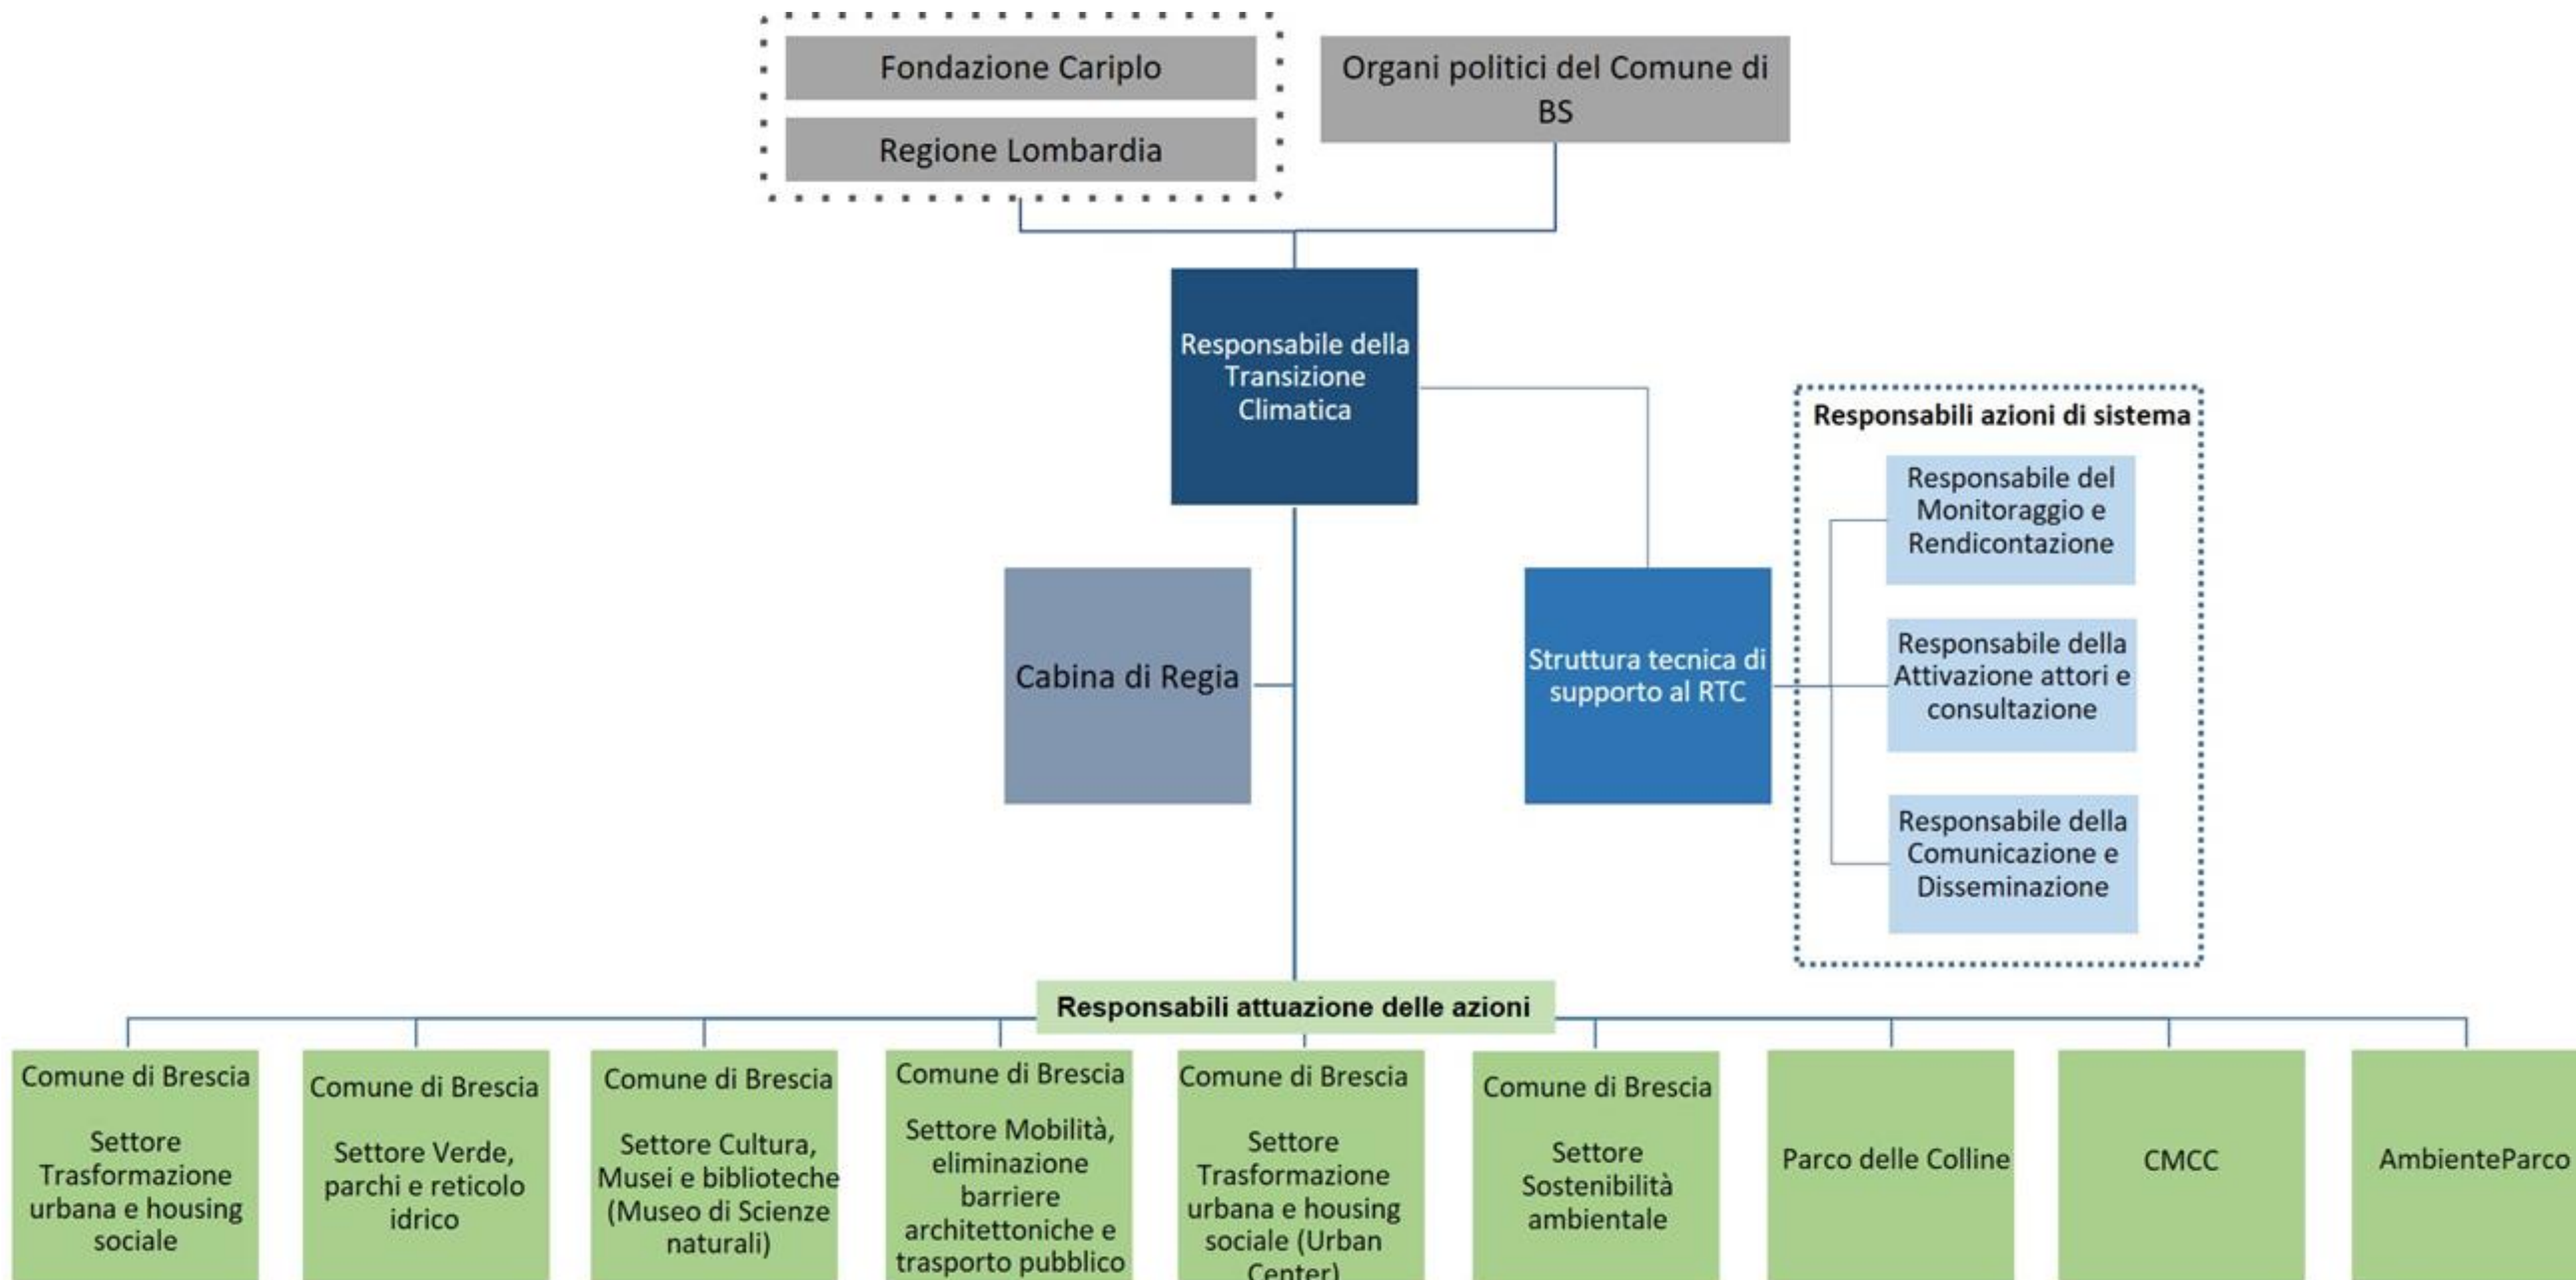 Fondazione Cariplo
Regione Lombardia
Organi politici del Comune di
BS
Responsabile della
Transizione
Climatica
Responsabili azioni di sistema
Responsabile del
Monitoraggio e
Rendicontazione
Cabina di Regia
Struttura tecnica di
supporto al RTC
Responsabile della
Attivazione attori e
consultazione
Responsabile della
Comunicazione e
Disseminazione
Responsabili attuazione delle azioni
Comune di Brescia
Settore
Trasformazione
urbana e housing
sociale
Comune di Brescia
Settore Verde,
parchi e reticolo
idrico
Comune di Brescia
Settore Cultura,
Musei e biblioteche
(Museo di Scienze
naturali)
Comune di Brescia
Settore Mobilità,
eliminazione
barriere
architettoniche e
trasporto pubblico
Comune di Brescia
Settore
Trasformazione
urbana e housing
sociale (Urban
Center)
Comune di Brescia
Settore
Sostenibilità
ambientale
Parco delle Colline
CMCC
AmbienteParco